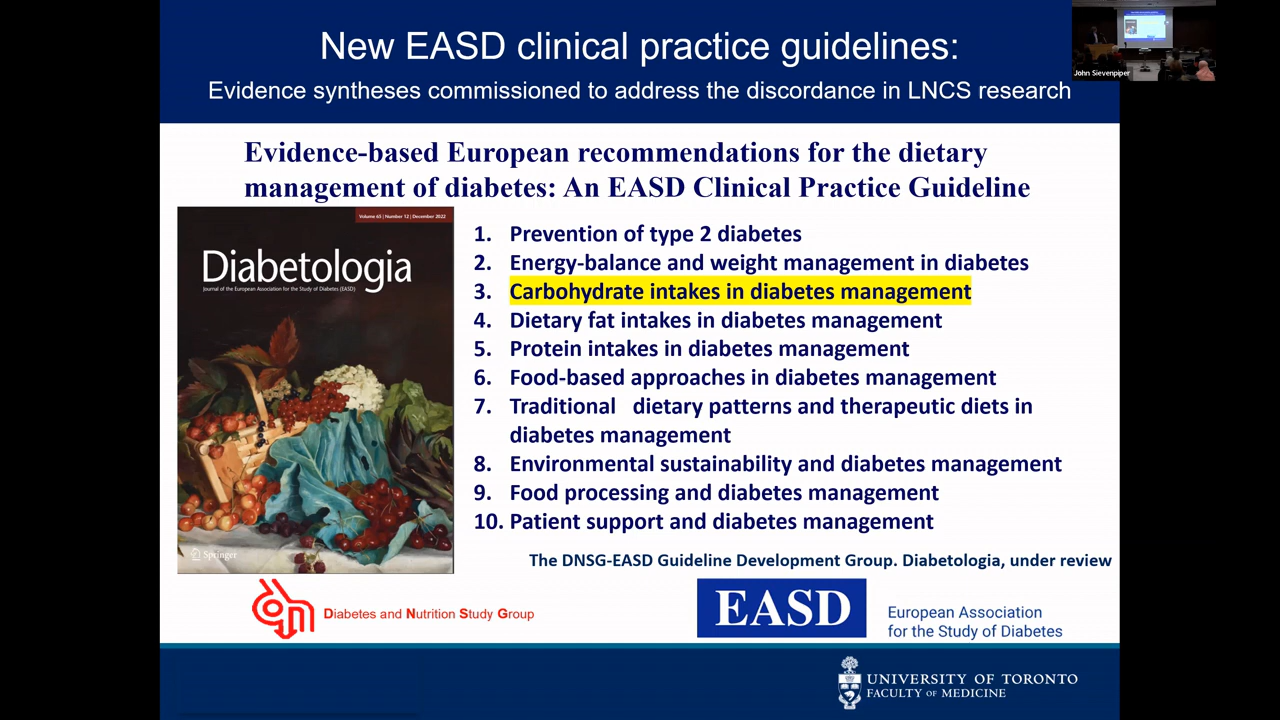 New EASD clinical practice guidelines:
Evidence syntheses commissioned to address the discordance in LNCS research
John Sievenpiper
Evidence-based European recommendations for the dietary
management of diabetes: An EASD Clinical Practice Guideline
Volume 65 | Number 12 | December 2022
Diabetologia
Journal of the European Association for the Study of Diabetes (EASD)
Springer
1. Prevention of type 2 diabetes
2. Energy-balance and weight management in diabetes
3. Carbohydrate intakes in diabetes management
4. Dietary fat intakes in diabetes management
5. Protein intakes in diabetes management
6. Food-based approaches in diabetes management
7. Traditional dietary patterns and therapeutic diets in
diabetes management
8. Environmental sustainability and diabetes management
9. Food processing and diabetes management
10. Patient support and diabetes management
The DNSG-EASD Guideline Development Group. Diabetologia, under review
Diabetes and Nutrition Study Group
EASD
European Association
for the Study of Diabetes
UNIVERSITY OF TORONTO
FACULTY OF MEDICINE